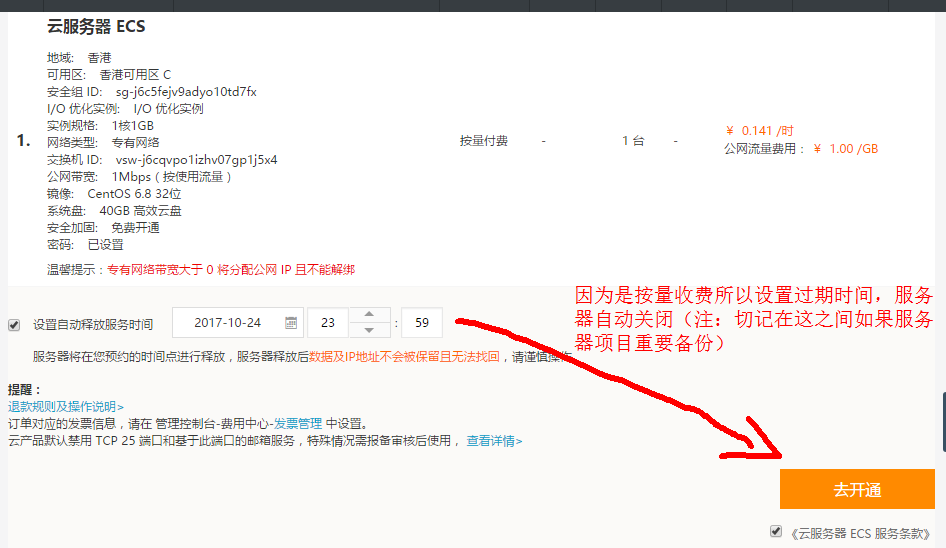 云服务器 ECS
地域: 香港
可用区: 香港可用区 C
安全组 ID: sg-j6c5fejv9adyo10td7fx
I/O 优化实例: I/O 优化实例
实例规格: 1核1GB
1.
网络类型: 专有网络
按量付费 - 1 台 -
¥ 0.141 /时
公网流量费用: ¥ 1.00 /GB
交换机 ID: vsw-j6cqvpo1izhv07gp1j5x4
公网带宽: 1Mbps（按使用流量）
镜像: CentOS 6.8 32位
系统盘: 40GB 高效云盘
安全加固: 免费开通
密码: 已设置
温馨提示：专有网络带宽大于 0 将分配公网 IP 且不能解绑
因为是按量收费所以设置过期时间，服务
器自动关闭（注：切记在这之间如果服务
器项目重要备份）
设置自动释放服务时间 2017-10-24 23 : 59
服务器将在您预约的时间点进行释放，服务器释放后数据及IP地址不会被保留且无法找回，请谨慎操作
提醒：
退款规则及操作说明>
订单对应的发票信息，请在 管理控制台-费用中心-发票管理 中设置。
云产品默认禁用 TCP 25 端口和基于此端口的邮箱服务，特殊情况需报备审核后使用， 查看详情>
去开通
《云服务器 ECS 服务条款》